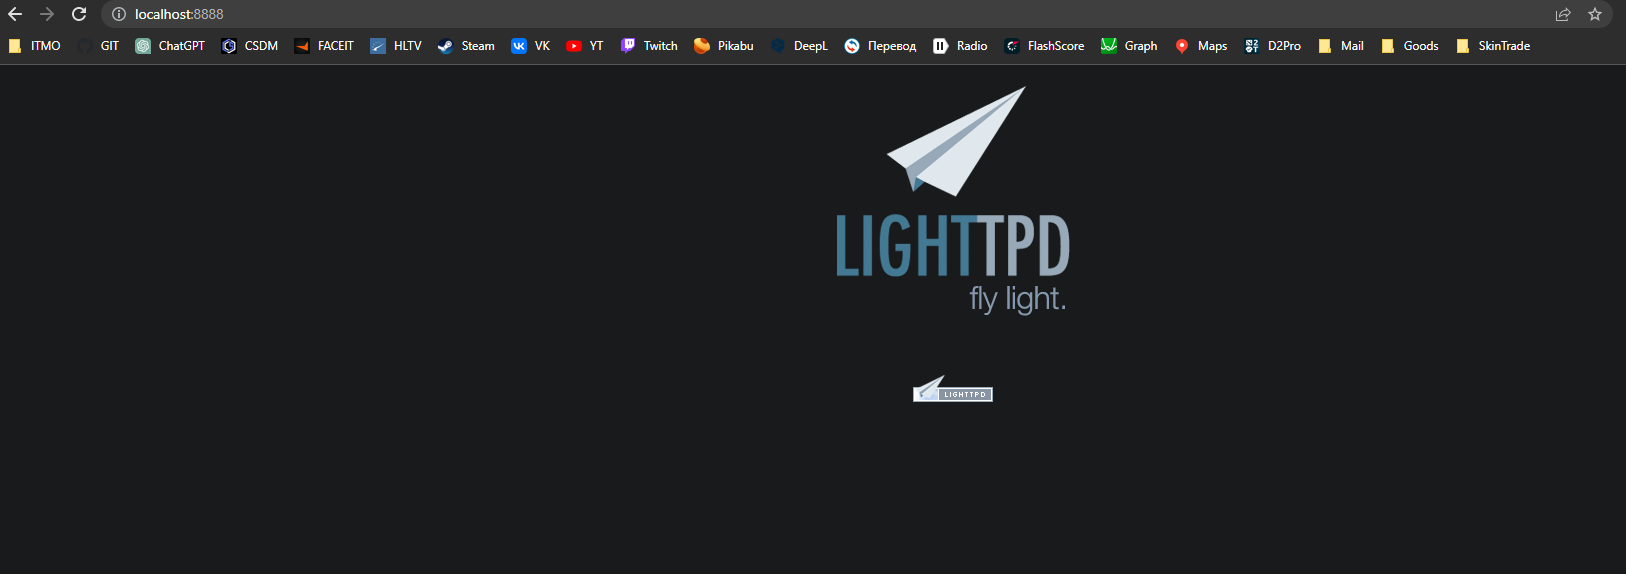 localhost:8888
ITMO GIT ChatGPT CSDM FACEIT HLTV Steam VK YT Twitch Pikabu DeepL Перевод Radio FlashScore Graph Maps D2Pro Mail Goods SkinTrade
LIGHTTPD
fly light.
LIGHTTPD